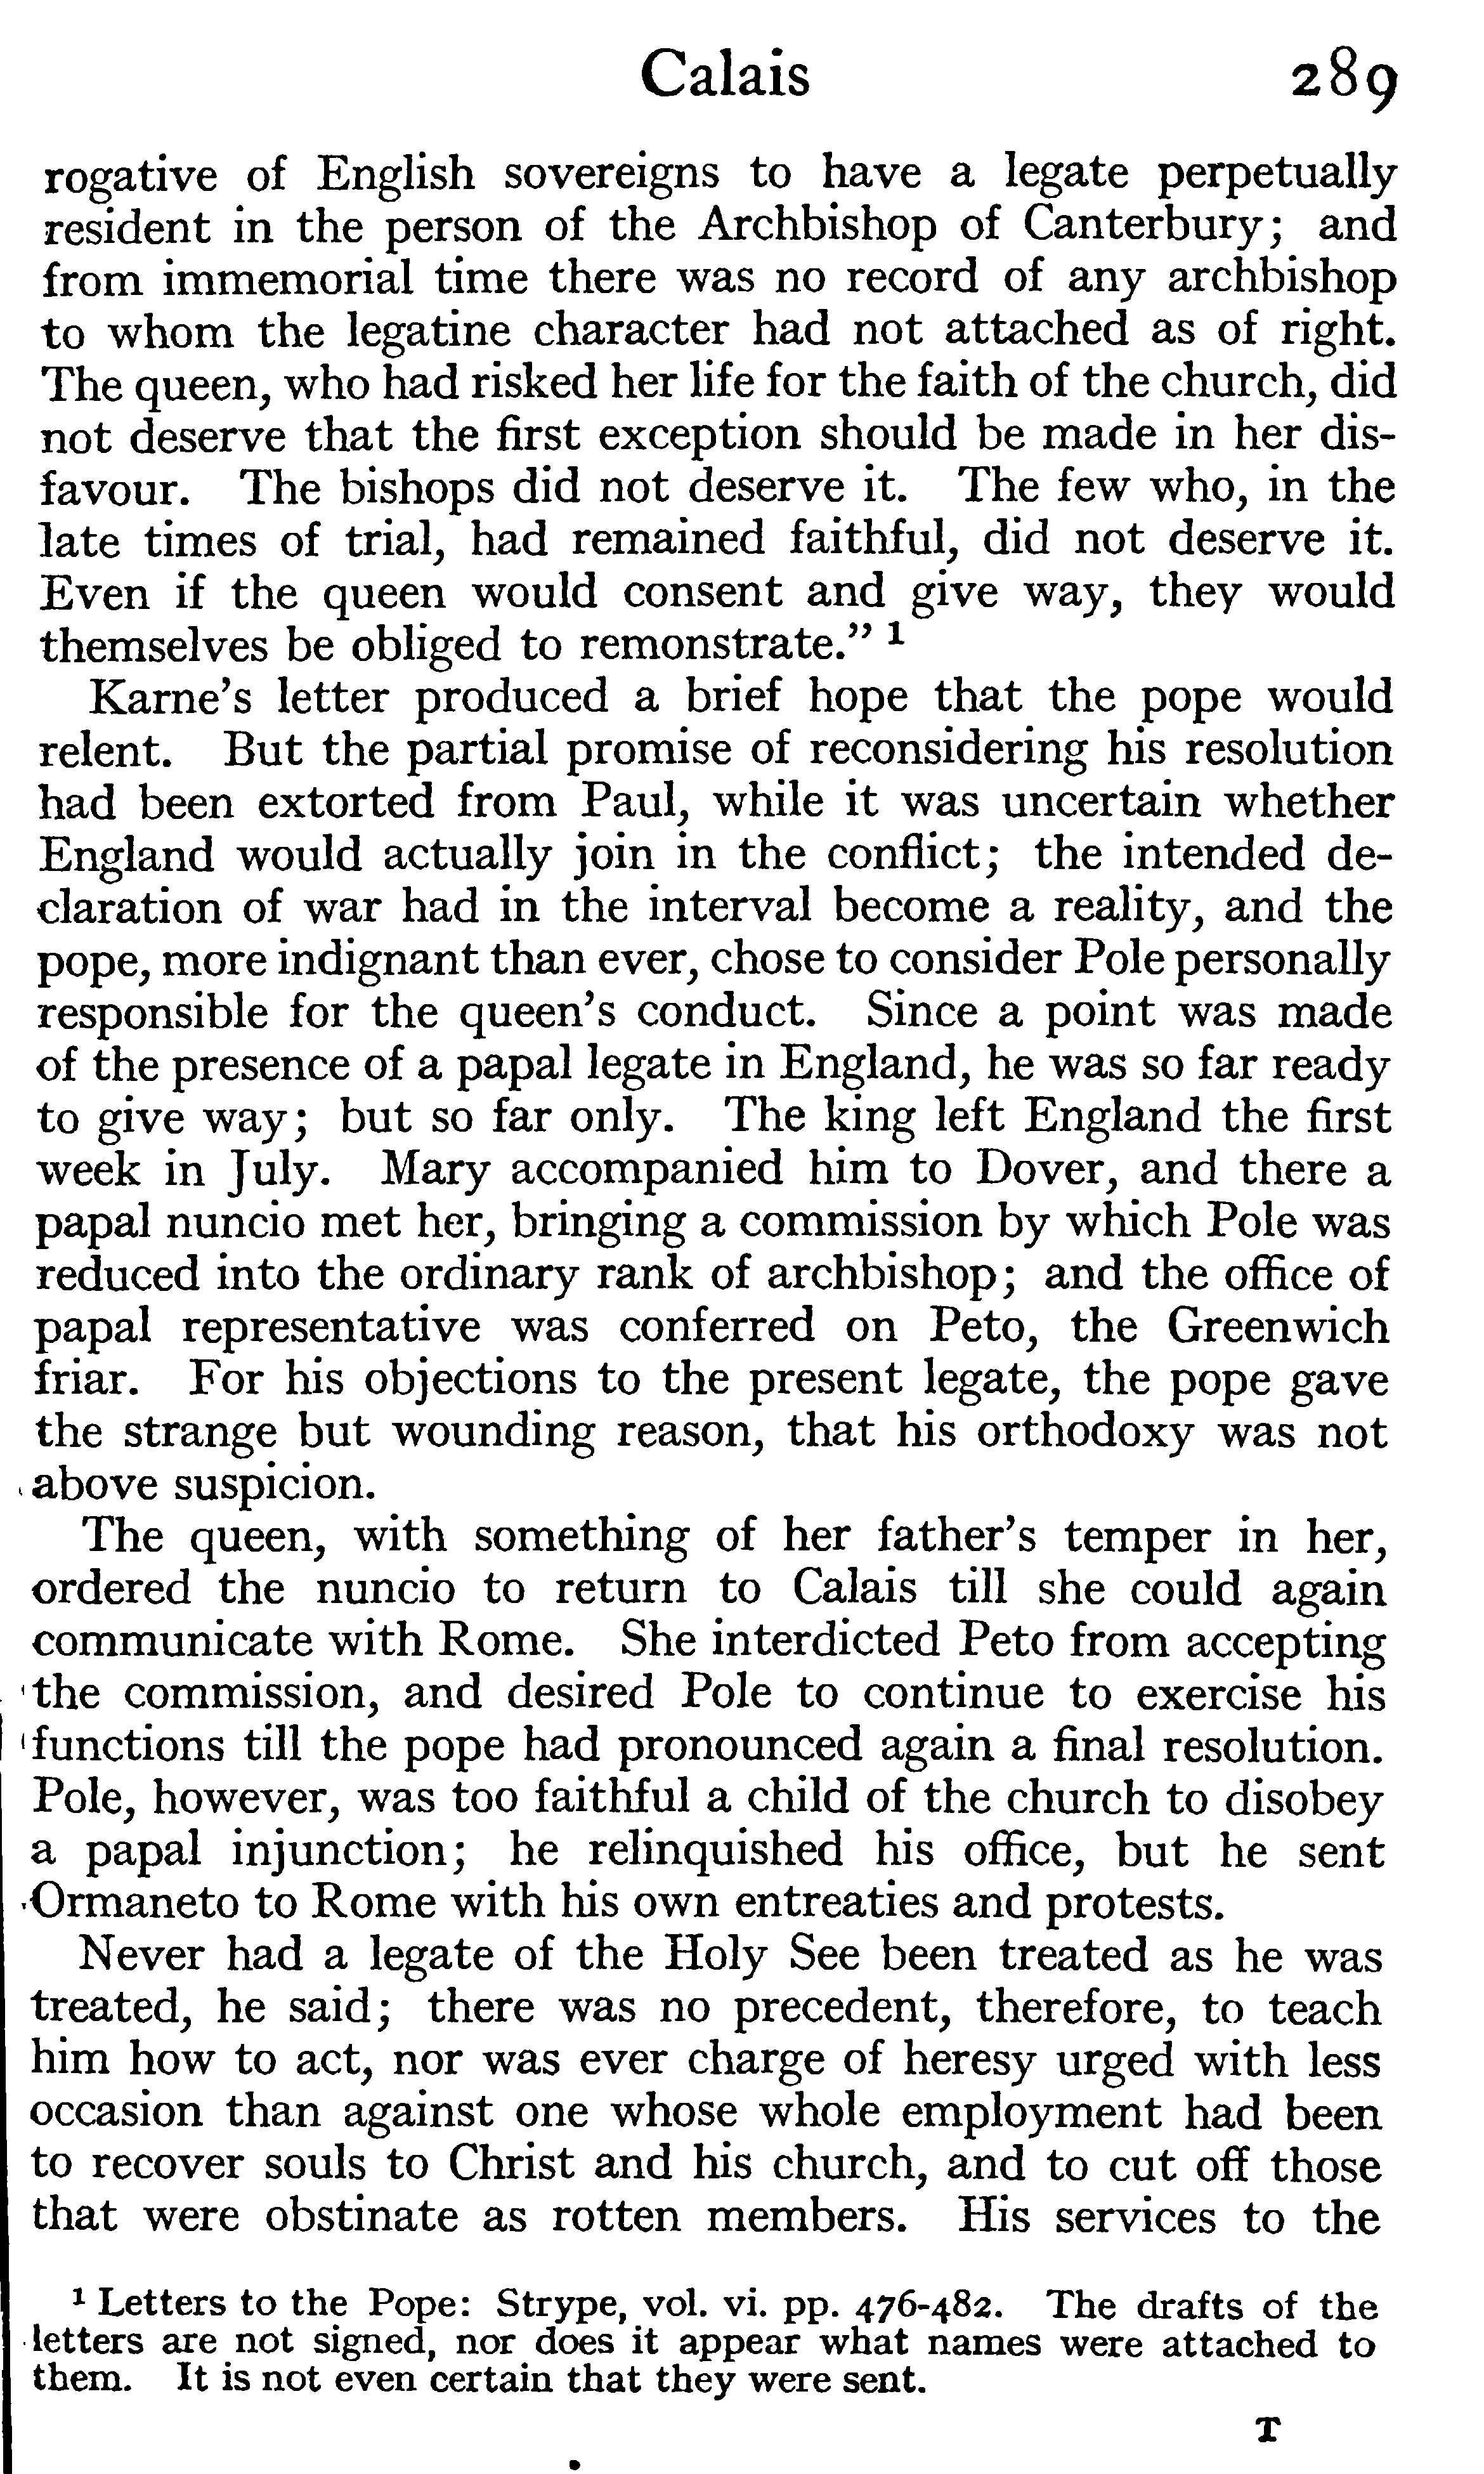 Calais 289
rogative of English sovereigns to have a legate perpetually
resident in the person of the Archbishop of Canterbury; and
from immemorial time there was no record of any archbishop
to whom the legatine character had not attached as of right.
The queen, who had risked her life for the faith of the church, did
not deserve that the first exception should be made in her dis-
favour. The bishops did not deserve it. The few who, in the
late times of trial, had remained faithful, did not deserve it.
Even if the queen would consent and give way, they would
themselves be obliged to remonstrate.” 1
Karne’s letter produced a brief hope that the pope would
relent. But the partial promise of reconsidering his resolution
had been extorted from Paul, while it was uncertain whether
England would actually join in the conflict; the intended de-
claration of war had in the interval become a reality, and the
pope, more indignant than ever, chose to consider Pole personally
responsible for the queen’s conduct. Since a point was made
of the presence of a papal legate in England, he was so far ready
to give way; but so far only. The king left England the first
week in July. Mary accompanied him to Dover, and there a
papal nuncio met her, bringing a commission by which Pole was
reduced into the ordinary rank of archbishop; and the office of
papal representative was conferred on Peto, the Greenwich
friar. For his objections to the present legate, the pope gave
the strange but wounding reason, that his orthodoxy was not
above suspicion.
The queen, with something of her father’s temper in her,
ordered the nuncio to return to Calais till she could again
communicate with Rome. She interdicted Peto from accepting
the commission, and desired Pole to continue to exercise his
functions till the pope had pronounced again a final resolution.
Pole, however, was too faithful a child of the church to disobey
a papal injunction; he relinquished his office, but he sent
Ormaneto to Rome with his own entreaties and protests.
Never had a legate of the Holy See been treated as he was
treated, he said; there was no precedent, therefore, to teach
him how to act, nor was ever charge of heresy urged with less
occasion than against one whose whole employment had been
to recover souls to Christ and his church, and to cut off those
that were obstinate as rotten members. His services to the
1 Letters to the Pope: Strype, vol. vi. pp. 476-482. The drafts of the
letters are not signed, nor does it appear what names were attached to
them. It is not even certain that they were sent.
T